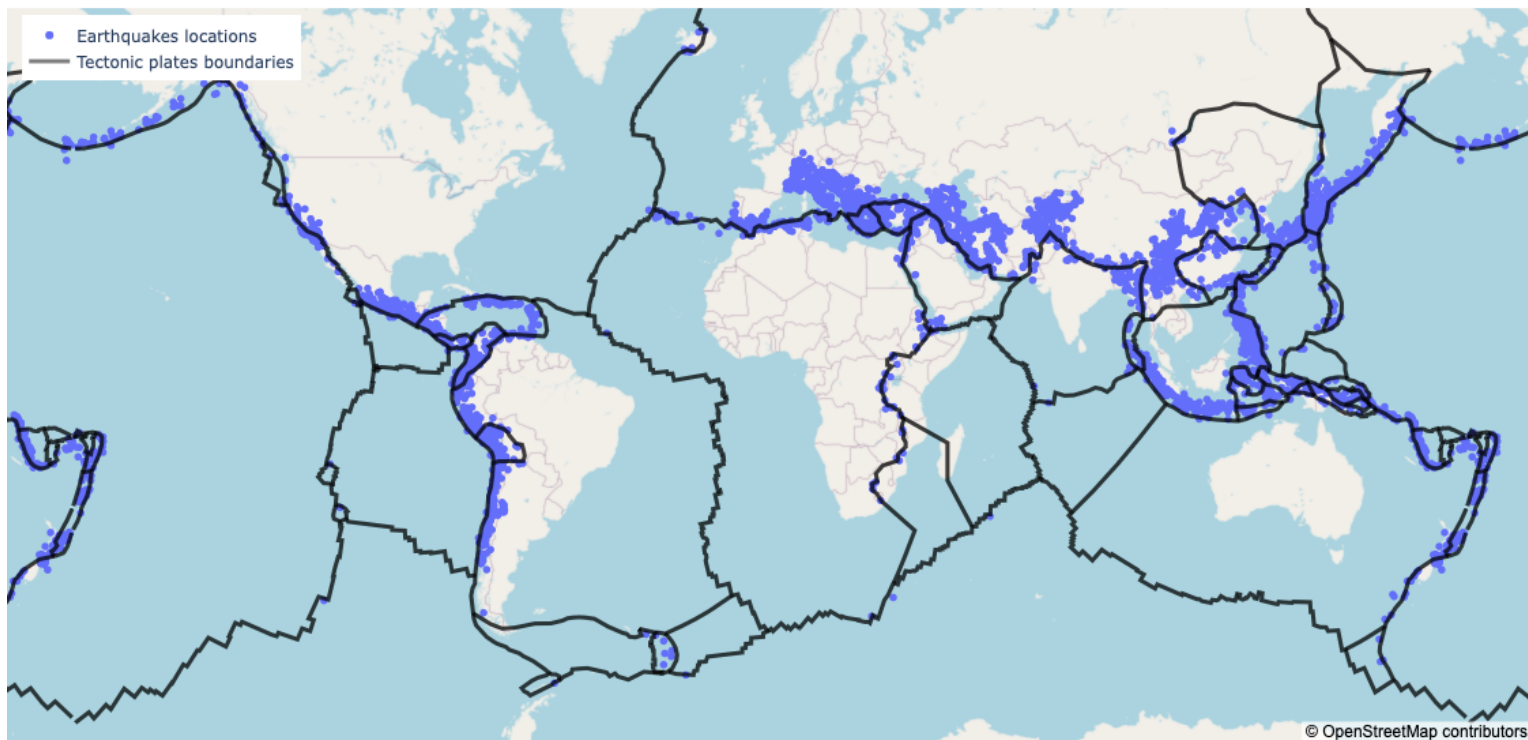 Earthquakes locations
Tectonic plates boundaries
© OpenStreetMap contributors